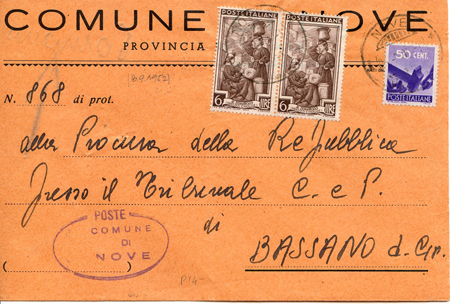 COMUNE NOVE
PROVINCIA
POSTE ITALIANE POSTE ITALIANE
6 LIRE 6 LIRE
50 CENT.
POSTE ITALIANE
N. 868 di prot.
alla Procura della Repubblica
presso il Tribunale C. e P.
di
BASSANO d. Gr.
POSTE
COMUNE
DI
NOVE